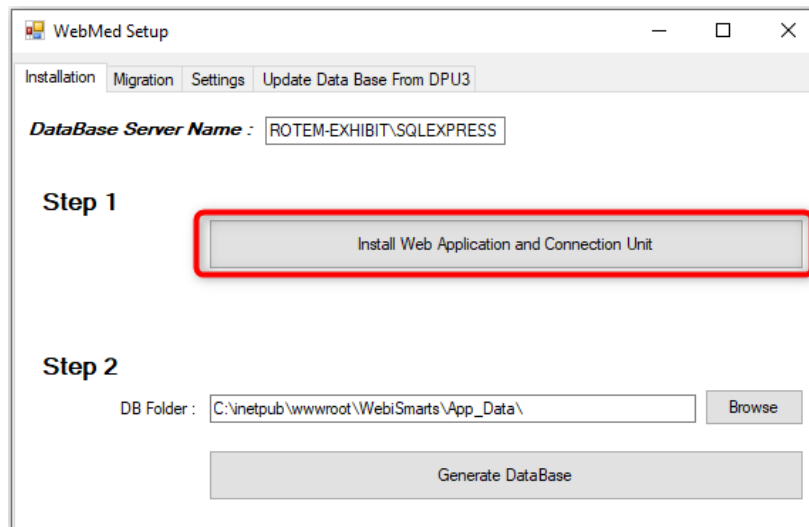 WebMed Setup
Installation Migration Settings Update Data Base From DPU3
DataBase Server Name : ROTEM-EXHIBIT\SQLEXPRESS
Step 1
Install Web Application and Connection Unit
Step 2
DB Folder : C:\inetpub\wwwroot\WebiSmarts\App_Data\ Browse
Generate DataBase